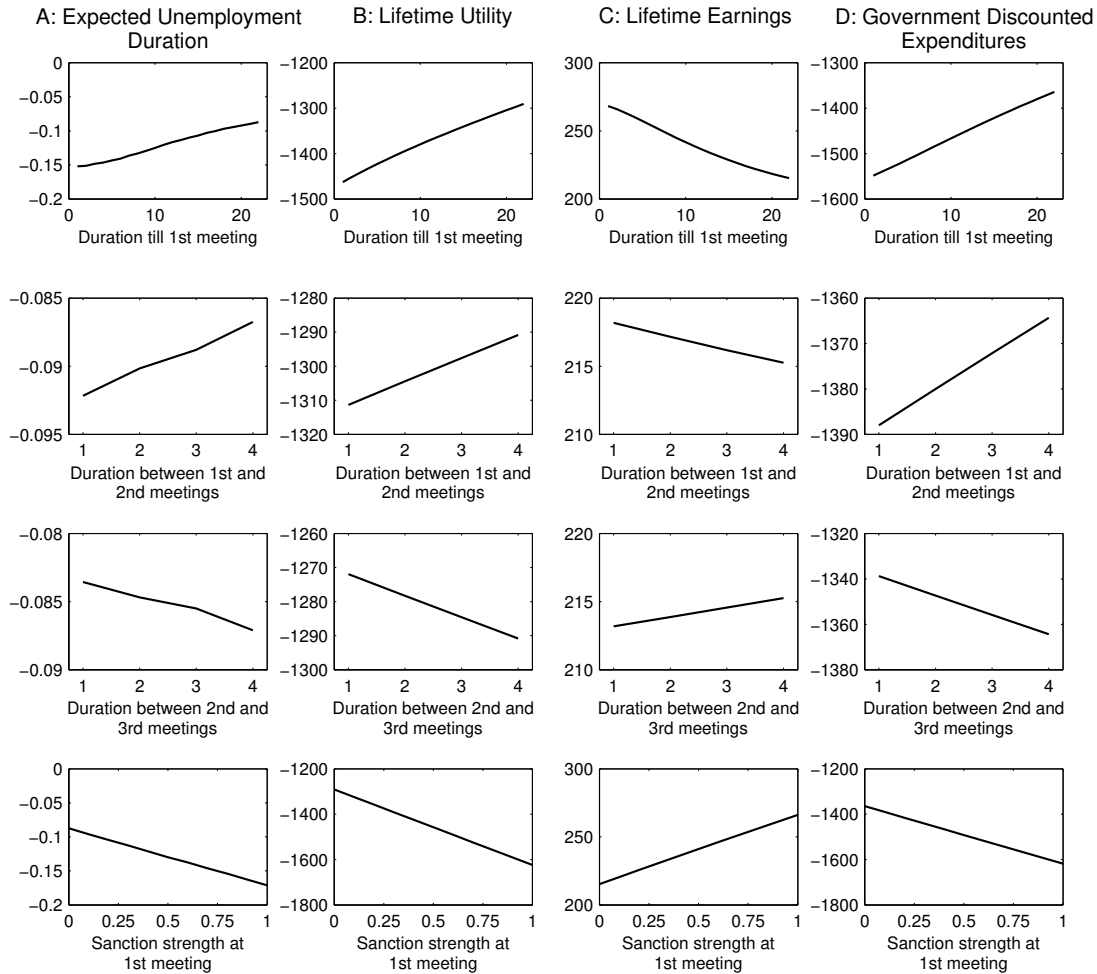 A: Expected Unemployment
Duration
B: Lifetime Utility
C: Lifetime Earnings
D: Government Discounted
Expenditures
0
−0.05
−0.1
−0.15
−0.2
0 10 20
Duration till 1st meeting
−1200
−1300
−1400
−1500
0 10 20
Duration till 1st meeting
300
250
200
0 10 20
Duration till 1st meeting
−1300
−1400
−1500
−1600
0 10 20
Duration till 1st meeting
−0.085
−0.09
−0.095
1 2 3 4
Duration between 1st and
2nd meetings
−1280
−1290
−1300
−1310
−1320
1 2 3 4
Duration between 1st and
2nd meetings
220
215
210
1 2 3 4
Duration between 1st and
2nd meetings
−1360
−1370
−1380
−1390
1 2 3 4
Duration between 1st and
2nd meetings
−0.08
−0.085
−0.09
1 2 3 4
Duration between 2nd and
3rd meetings
−1260
−1270
−1280
−1290
−1300
1 2 3 4
Duration between 2nd and
3rd meetings
220
215
210
1 2 3 4
Duration between 2nd and
3rd meetings
−1320
−1340
−1360
−1380
1 2 3 4
Duration between 2nd and
3rd meetings
0
−0.05
−0.1
−0.15
−0.2
0 0.25 0.5 0.75 1
Sanction strength at
1st meeting
−1200
−1400
−1600
−1800
0 0.25 0.5 0.75 1
Sanction strength at
1st meeting
300
250
200
0 0.25 0.5 0.75 1
Sanction strength at
1st meeting
−1200
−1400
−1600
−1800
0 0.25 0.5 0.75 1
Sanction strength at
1st meeting